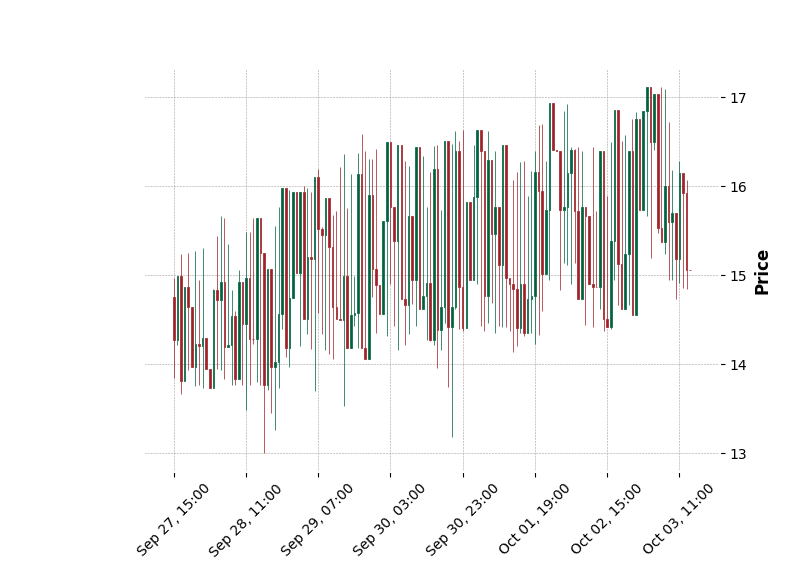 17
16
15
14
13
Price
Sep 27, 15:00
Sep 28, 11:00
Sep 29, 07:00
Sep 30, 03:00
Sep 30, 23:00
Oct 01, 19:00
Oct 02, 15:00
Oct 03, 11:00